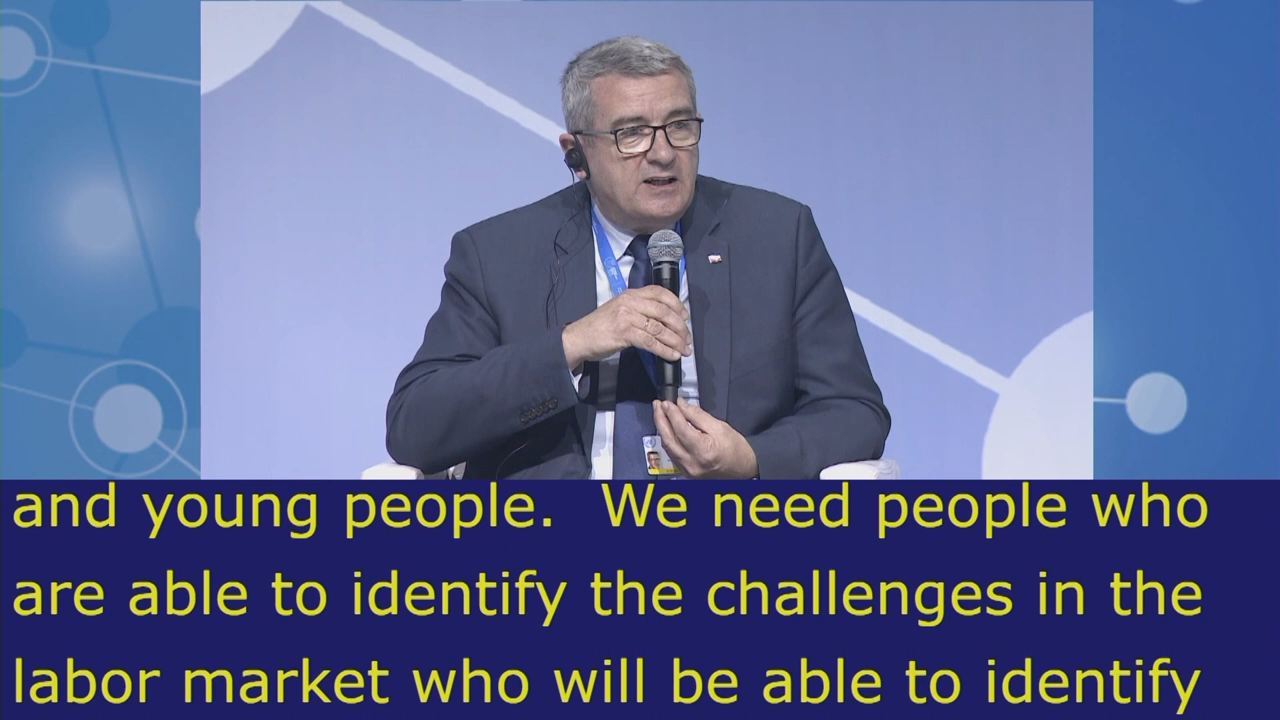 and young people.  We need people who
are able to identify the challenges in the
labor market who will be able to identify